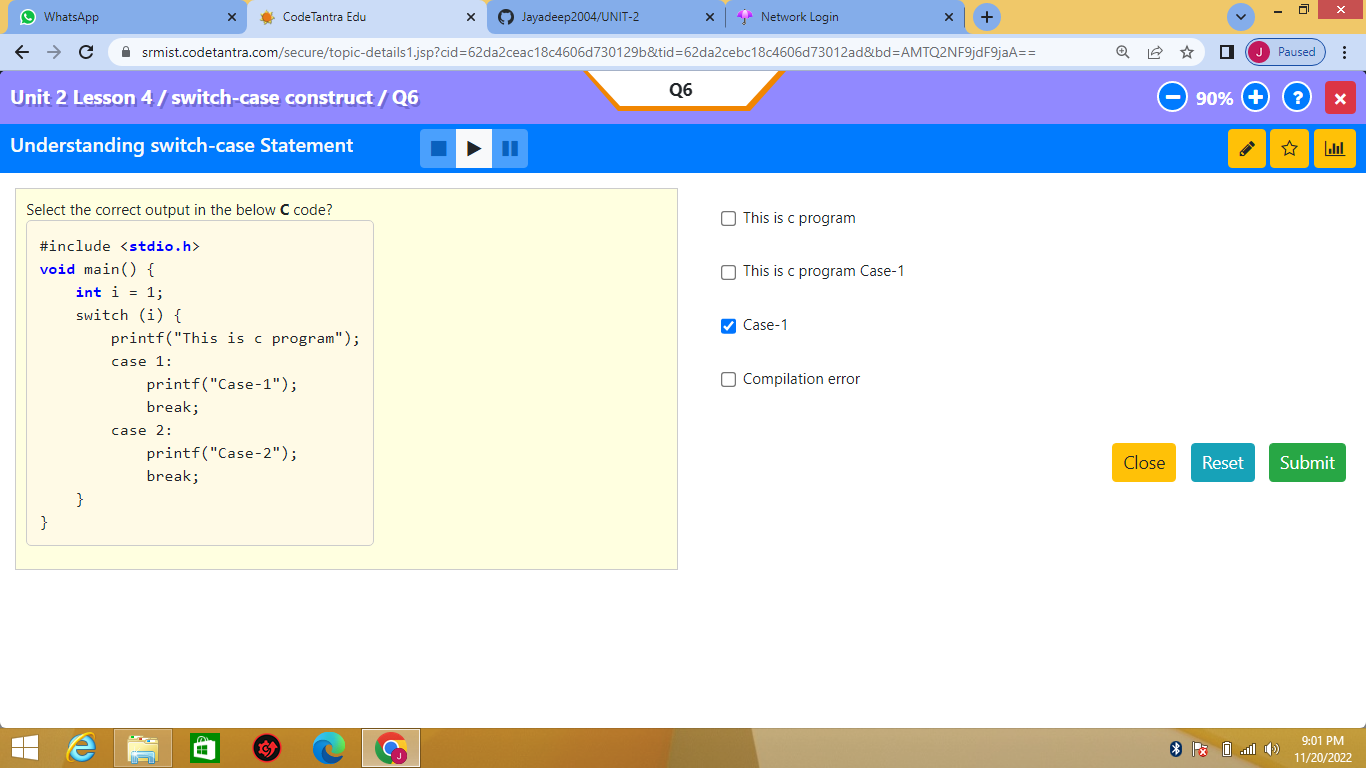 WhatsApp
CodeTantra Edu
Jayadeep2004/UNIT-2
Network Login
srmist.codetantra.com/secure/topic-details1.jsp?cid=62da2ceac18c4606d730129b&tid=62da2cebc18c4606d73012ad&bd=AMTQ2NF9jdF9jaA==
J Paused
Unit 2 Lesson 4 / switch-case construct / Q6
Q6
90%
?
Understanding switch-case Statement
Select the correct output in the below C code?
#include <stdio.h>
void main() {
    int i = 1;
    switch (i) {
        printf("This is c program");
        case 1:
            printf("Case-1");
            break;
        case 2:
            printf("Case-2");
            break;
    }
}
This is c program
This is c program Case-1
Case-1
Compilation error
Close
Reset
Submit
J
9:01 PM
11/20/2022